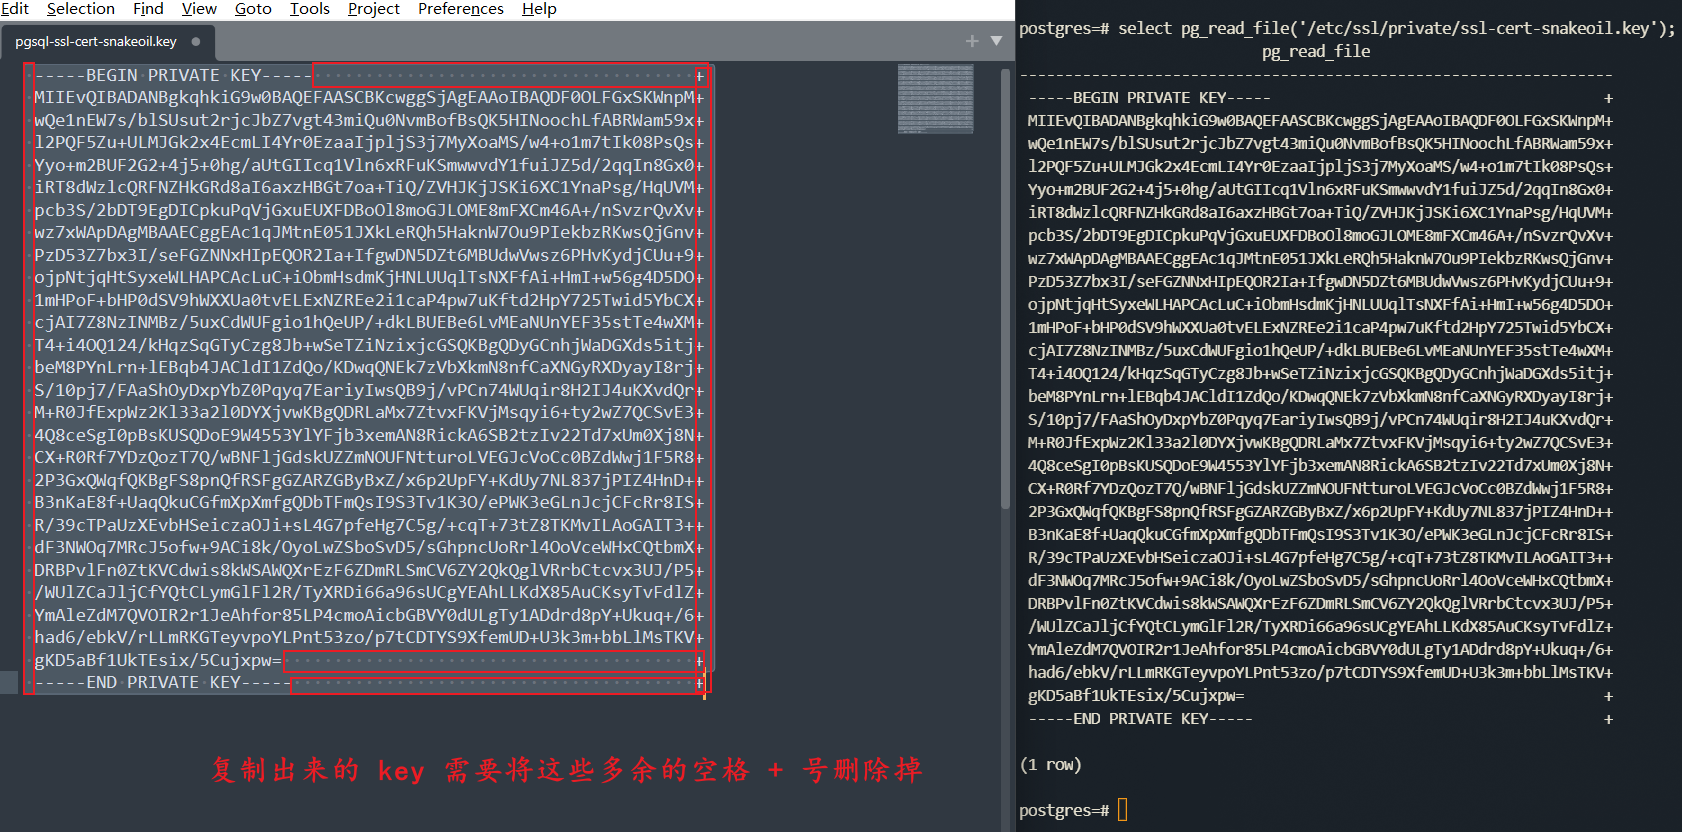 Edit Selection Find View Goto Tools Project Preferences Help
pgsql-ssl-cert-snakeoil.key
-----BEGIN PRIVATE KEY----- +
MIIEvQIBADANBgkqhkiG9w0BAQEFAASCBKcwggSjAgEAAoIBAQDF0OLFGxSKWnpM+
wQe1nEW7s/blSUsut2rjcJbZ7vgt43miQu0NvmBofBsQK5HINoochLfABRWam59x+
l2PQF5Zu+ULMJGk2x4EcmLI4Yr0EzaaIjpljS3j7MyXoaMS/w4+o1m7tIk08PsQs+
Yyo+m2BUF2G2+4j5+0hg/aUtGIIcq1Vln6xRFuKSmwwvdY1fuiJZ5d/2qqIn8Gx0+
iRT8dWzlcQRFNZHkGRd8aI6axzHBGt7oa+TiQ/ZVHJKjJSKi6XC1YnaPsg/HqUVM+
pcb3S/2bDT9EgDICpkuPqVjGxuEUXFDBoOl8moGJLOME8mFXCm46A+/nSvzrQvXv+
wz7xWApDAgMBAAECggEAc1qJMtnE051JXkLeRQh5HaknW7Ou9PIekbzRKwsQjGnv+
PzD53Z7bx3I/seFGZNNxHIpEQOR2Ia+IfgwDN5DZt6MBUdwVwsz6PHvKydjCUu+9+
ojpNtjqHtSyxeWLHAPCAcLuC+iObmHsdmKjHNLUUqlTsNXFfAi+HmI+w56g4D5DO+
1mHPoF+bHP0dSV9hWXXUa0tvELExNZREe2i1caP4pw7uKftd2HpY725Twid5YbCX+
cjAI7Z8NzINMBz/5uxCdWUFgio1hQeUP/+dkLBUEBe6LvMEaNUnYEF35stTe4wXM+
T4+i4OQ124/kHqzSqGTyCzg8Jb+wSeTZiNzixjcGSQKBgQDyGCnhjWaDGXds5itj+
beM8PYnLrn+lEBqb4JACldI1ZdQo/KDwqQNEk7zVbXkmN8nfCaXNGyRXDyayI8rj+
S/10pj7/FAaShOyDxpYbZ0Pqyq7EariyIwsQB9j/vPCn74WUqir8H2IJ4uKXvdQr+
M+R0JfExpWz2Kl33a2l0DYXjvwKBgQDRLaMx7ZtvxFKVjMsqyi6+ty2wZ7QCSvE3+
4Q8ceSgI0pBsKUSQDoE9W4553YlYFjb3xemAN8RickA6SB2tzIv22Td7xUm0Xj8N+
CX+R0Rf7YDzQozT7Q/wBNFljGdskUZZmNOUFNtturoLVEGJcVoCc0BZdWwj1F5R8+
2P3GxQWqfQKBgFS8pnQfRSFgGZARZGByBxZ/x6p2UpFY+KdUy7NL837jPIZ4HnD++
B3nKaE8f+UaqQkuCGfmXpXmfgQDbTFmQsI9S3Tv1K3O/ePWK3eGLnJcjCFcRr8IS+
R/39cTPaUzXEvbHSeiczaOJi+sL4G7pfeHg7C5g/+cqT+73tZ8TKMvILAoGAIT3++
dF3NWOq7MRcJ5ofw+9ACi8k/OyoLwZSboSvD5/sGhpncUoRrl4OoVceWHxCQtbmX+
DRBPvlFn0ZtKVCdwis8kWSAWQXrEzF6ZDmRLSmCV6ZY2QkQglVRrbCtcvx3UJ/P5+
/WUlZCaJljCfYQtCLymGlFl2R/TyXRDi66a96sUCgYEAhLLKdX85AuCKsyTvFdlZ+
YmAleZdM7QVOIR2r1JeAhfor85LP4cmoAicbGBVY0dULgTy1ADdrd8pY+Ukuq+/6+
had6/ebkV/rLLmRKGTeyvpoYLPnt53zo/p7tCDTYS9XfemUD+U3k3m+bbLlMsTKV+
gKD5aBf1UkTEsix/5Cujxpw= +
-----END PRIVATE KEY----- +
复制出来的 key 需要将这些多余的空格 + 号删除掉
postgres=# select pg_read_file('/etc/ssl/private/ssl-cert-snakeoil.key');
pg_read_file
-------------------------------------------------------------------
-----BEGIN PRIVATE KEY----- +
MIIEvQIBADANBgkqhkiG9w0BAQEFAASCBKcwggSjAgEAAoIBAQDF0OLFGxSKWnpM+
wQe1nEW7s/blSUsut2rjcJbZ7vgt43miQu0NvmBofBsQK5HINoochLfABRWam59x+
l2PQF5Zu+ULMJGk2x4EcmLI4Yr0EzaaIjpljS3j7MyXoaMS/w4+o1m7tIk08PsQs+
Yyo+m2BUF2G2+4j5+0hg/aUtGIIcq1Vln6xRFuKSmwwvdY1fuiJZ5d/2qqIn8Gx0+
iRT8dWzlcQRFNZHkGRd8aI6axzHBGt7oa+TiQ/ZVHJKjJSKi6XC1YnaPsg/HqUVM+
pcb3S/2bDT9EgDICpkuPqVjGxuEUXFDBoOl8moGJLOME8mFXCm46A+/nSvzrQvXv+
wz7xWApDAgMBAAECggEAc1qJMtnE051JXkLeRQh5HaknW7Ou9PIekbzRKwsQjGnv+
PzD53Z7bx3I/seFGZNNxHIpEQOR2Ia+IfgwDN5DZt6MBUdwVwsz6PHvKydjCUu+9+
ojpNtjqHtSyxeWLHAPCAcLuC+iObmHsdmKjHNLUUqlTsNXFfAi+HmI+w56g4D5DO+
1mHPoF+bHP0dSV9hWXXUa0tvELExNZREe2i1caP4pw7uKftd2HpY725Twid5YbCX+
cjAI7Z8NzINMBz/5uxCdWUFgio1hQeUP/+dkLBUEBe6LvMEaNUnYEF35stTe4wXM+
T4+i4OQ124/kHqzSqGTyCzg8Jb+wSeTZiNzixjcGSQKBgQDyGCnhjWaDGXds5itj+
beM8PYnLrn+lEBqb4JACldI1ZdQo/KDwqQNEk7zVbXkmN8nfCaXNGyRXDyayI8rj+
S/10pj7/FAaShOyDxpYbZ0Pqyq7EariyIwsQB9j/vPCn74WUqir8H2IJ4uKXvdQr+
M+R0JfExpWz2Kl33a2l0DYXjvwKBgQDRLaMx7ZtvxFKVjMsqyi6+ty2wZ7QCSvE3+
4Q8ceSgI0pBsKUSQDoE9W4553YlYFjb3xemAN8RickA6SB2tzIv22Td7xUm0Xj8N+
CX+R0Rf7YDzQozT7Q/wBNFljGdskUZZmNOUFNtturoLVEGJcVoCc0BZdWwj1F5R8+
2P3GxQWqfQKBgFS8pnQfRSFgGZARZGByBxZ/x6p2UpFY+KdUy7NL837jPIZ4HnD++
B3nKaE8f+UaqQkuCGfmXpXmfgQDbTFmQsI9S3Tv1K3O/ePWK3eGLnJcjCFcRr8IS+
R/39cTPaUzXEvbHSeiczaOJi+sL4G7pfeHg7C5g/+cqT+73tZ8TKMvILAoGAIT3++
dF3NWOq7MRcJ5ofw+9ACi8k/OyoLwZSboSvD5/sGhpncUoRrl4OoVceWHxCQtbmX+
DRBPvlFn0ZtKVCdwis8kWSAWQXrEzF6ZDmRLSmCV6ZY2QkQglVRrbCtcvx3UJ/P5+
/WUlZCaJljCfYQtCLymGlFl2R/TyXRDi66a96sUCgYEAhLLKdX85AuCKsyTvFdlZ+
YmAleZdM7QVOIR2r1JeAhfor85LP4cmoAicbGBVY0dULgTy1ADdrd8pY+Ukuq+/6+
had6/ebkV/rLLmRKGTeyvpoYLPnt53zo/p7tCDTYS9XfemUD+U3k3m+bbLlMsTKV+
gKD5aBf1UkTEsix/5Cujxpw= +
-----END PRIVATE KEY----- +
(1 row)
postgres=#